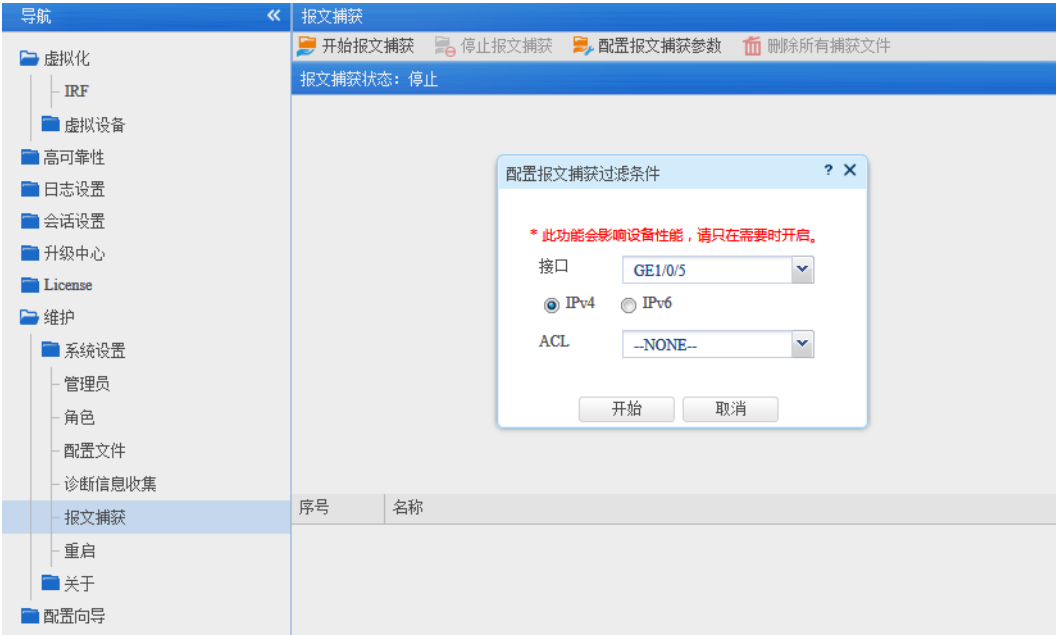 导航 «
虚拟化
IRF
虚拟设备
高可靠性
日志设置
会话设置
升级中心
License
维护
系统设置
管理员
角色
配置文件
诊断信息收集
报文捕获
重启
关于
配置向导
报文捕获
开始报文捕获 停止报文捕获 配置报文捕获参数 删除所有捕获文件
报文捕获状态：停止
配置报文捕获过滤条件 ? X
* 此功能会影响设备性能，请只在需要时开启。
接口 GE1/0/5
IPv4 IPv6
ACL --NONE--
开始 取消
序号 名称